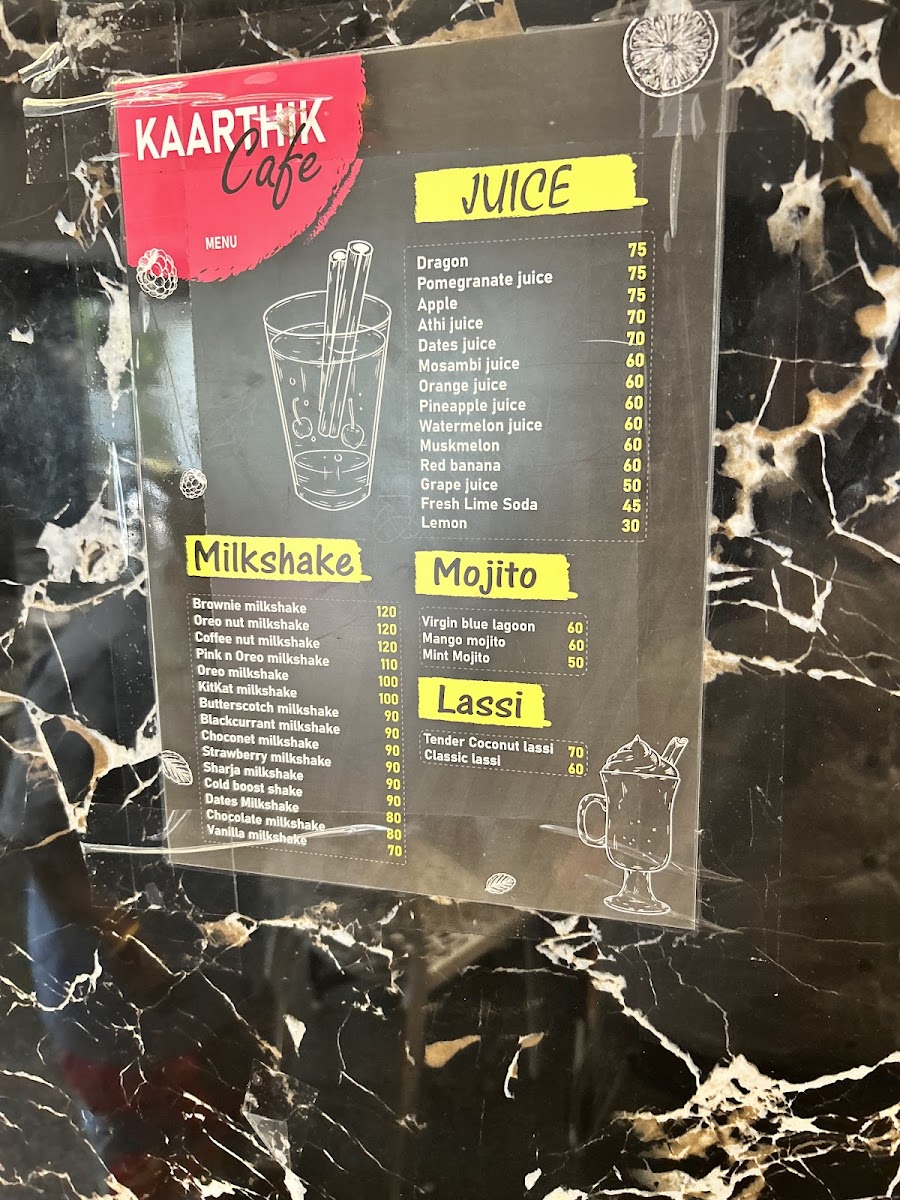 KAARTHIK
Cafe
MENU
JUICE
Dragon 75
Pomegranate juice 75
Apple 75
Athi juice 70
Dates juice 70
Mosambi juice 60
Orange juice 60
Pineapple juice 60
Watermelon juice 60
Muskmelon 60
Red banana 60
Grape juice 50
Fresh Lime Soda 45
Lemon 30
Milkshake
Brownie milkshake 120
Oreo nut milkshake 120
Coffee nut milkshake 120
Pink n Oreo milkshake 110
Oreo milkshake 100
KitKat milkshake 100
Butterscotch milkshake 90
Blackcurrant milkshake 90
Choconet milkshake 90
Strawberry milkshake 90
Sharja milkshake 90
Cold boost shake 90
Dates Milkshake 80
Chocolate milkshake 80
Vanilla milkshake 70
Mojito
Virgin blue lagoon 60
Mango mojito 60
Mint Mojito 50
Lassi
Tender Coconut lassi 70
Classic lassi 60